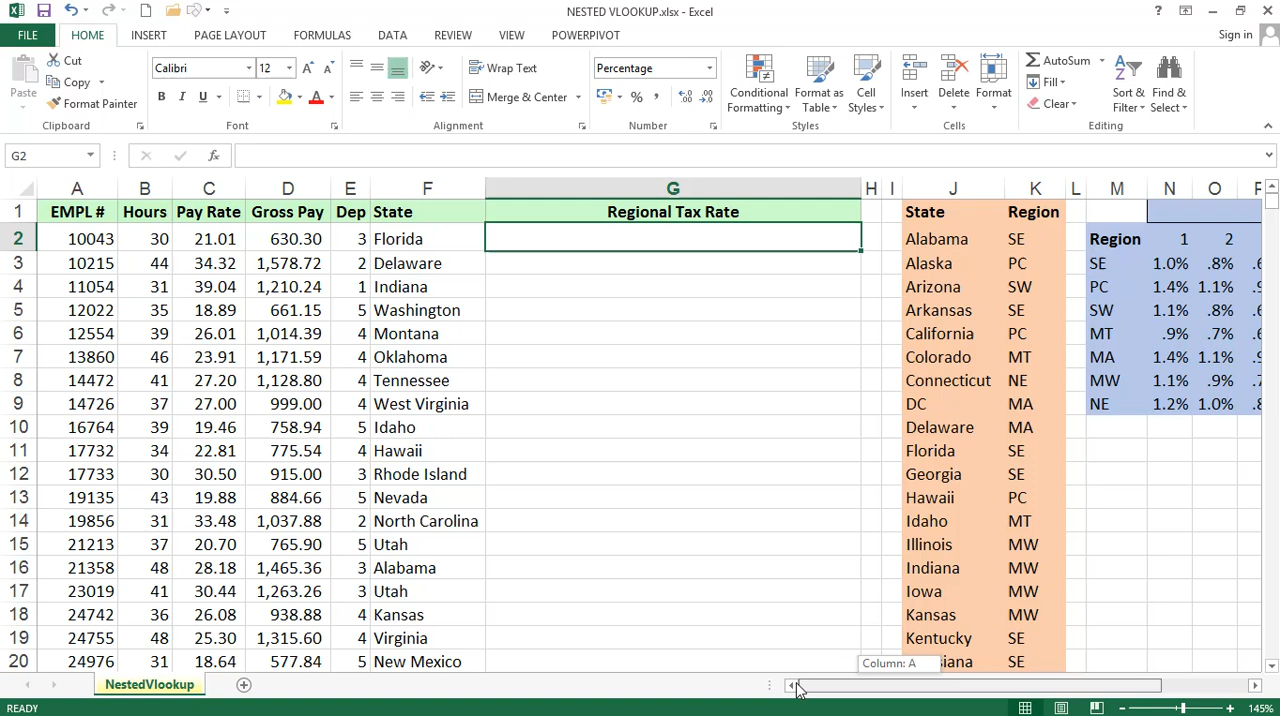 NESTED VLOOKUP.xlsx - Excel
FILE HOME INSERT PAGE LAYOUT FORMULAS DATA REVIEW VIEW POWERPIVOT Sign in
Paste Cut Copy Format Painter
Clipboard
Calibri 12
B I U A
Font
Wrap Text
Merge & Center
Alignment
Percentage
$ % ,
Number
Conditional Formatting Format as Table Cell Styles
Styles
Insert Delete Format
Cells
AutoSum Fill Clear Sort & Filter Find & Select
Editing
G2 fx
A B C D E F G H I J K L M N O
1 EMPL # Hours Pay Rate Gross Pay Dep State Regional Tax Rate State Region
2 10043 30 21.01 630.30 3 Florida Alabama SE Region 1 2
3 10215 44 34.32 1,578.72 2 Delaware Alaska PC SE 1.0% .8% .6
4 11054 31 39.04 1,210.24 1 Indiana Arizona SW PC 1.4% 1.1% .9
5 12022 35 18.89 661.15 5 Washington Arkansas SE SW 1.1% .8% .6
6 12554 39 26.01 1,014.39 4 Montana California PC MT .9% .7%
7 13860 46 23.91 1,171.59 4 Oklahoma Colorado MT MA 1.4% 1.1% .9
8 14472 41 27.20 1,128.80 4 Tennessee Connecticut NE MW 1.1% .9% .7
9 14726 37 27.00 999.00 4 West Virginia DC MA NE 1.2% 1.0% .8
10 16764 39 19.46 758.94 5 Idaho Delaware MA
11 17732 34 22.81 775.54 4 Hawaii Florida SE
12 17733 30 30.50 915.00 3 Rhode Island Georgia SE
13 19135 43 19.88 884.66 5 Nevada Hawaii PC
14 19856 31 33.48 1,037.88 2 North Carolina Idaho MT
15 21213 37 20.70 765.90 5 Utah Illinois MW
16 21358 48 28.18 1,465.36 3 Alabama Indiana MW
17 23019 41 30.44 1,263.26 3 Utah Iowa MW
18 24742 36 26.08 938.88 4 Kansas Kansas MW
19 24755 48 25.30 1,315.60 4 Virginia Kentucky SE
20 24976 31 18.64 577.84 5 New Mexico siana SE
Column: A
NestedVlookup
READY 145%